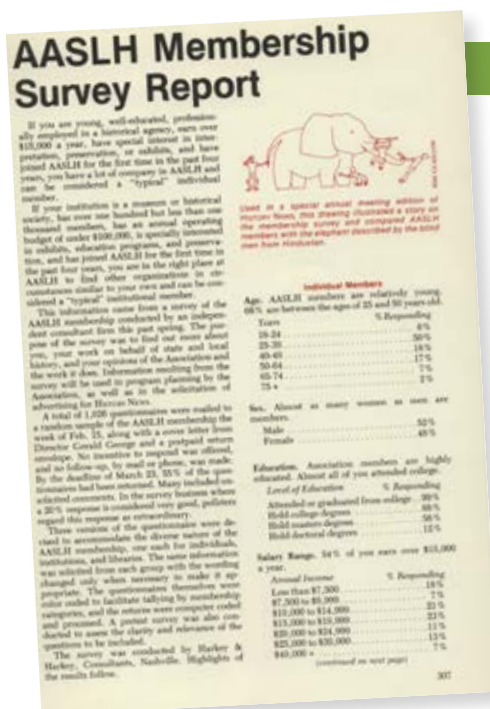 AASLH Membership
Survey Report
If you are young, well-educated, profession-
ally employed in a historical agency, earn over
$15,000 a year, have special interest in inter-
pretation, preservation, or exhibits, and have
joined AASLH for the first time in the past four
years, you have a lot of company in AASLH and
can be considered a "typical" individual
member.
If your institution is a museum or historical
society, has over one hundred but less than one
thousand members, has an annual operating
budget of under $100,000, is specially interested
in exhibits, education programs, and preserva-
tion, and has joined AASLH for the first time in
the past four years, you are in the right place at
AASLH to find other organizations in cir-
cumstances similar to your own and can be con-
sidered a "typical" institutional member.
This information came from a survey of the
AASLH membership conducted by an indepen-
dent consultant firm this past spring. The pur-
pose of the survey was to find out more about
you, your work on behalf of state and local
history, and your opinions of the Association and
the work it does. Information resulting from the
survey will be used in program planning by the
Association, as well as in the solicitation of
advertising for HISTORY NEWS.
A total of 1,026 questionnaires were mailed to
a random sample of the AASLH membership the
week of Feb. 15, along with a cover letter from
Director Gerald George and a postpaid return
envelope. No incentive to respond was offered,
and no follow-up, by mail or phone, was made.
By the deadline of March 23, 55% of the ques-
tionnaires had been returned. Many included un-
solicited comments. In the survey business where
a 20% response is considered very good, pollsters
regard this response as extraordinary.
Three versions of the questionnaire were de-
vised to accommodate the diverse nature of the
AASLH membership, one each for individuals,
institutions, and libraries. The same information
was solicited from each group with the wording
changed only when necessary to make it ap-
propriate. The questionnaires themselves were
color coded to facilitate tallying by membership
categories, and the returns were computer coded
and processed. A pretest survey was also con-
ducted to assess the clarity and relevance of the
questions to be included.
The survey was conducted by Harkey &
Harkey, Consultants, Nashville. Highlights of
the results follow.
Used in a special annual meeting edition of
HISTORY NEWS, this drawing illustrated a story on
the membership survey and compared AASLH
members with the elephant described by the blind
men from Hindustan.
Individual Members
Age. AASLH members are relatively young.
66% are between the ages of 25 and 50 years old.
Years % Responding
18-24 6%
25-39 50%
40-49 18%
50-64 17%
65-74 7%
75 + 2%
Sex. Almost as many women as men are
members.
Male 52%
Female 48%
Education. Association members are highly
educated. Almost all of you attended college.
Level of Education % Responding
Attended or graduated from college 99%
Hold college degrees 88%
Hold masters degrees 56%
Hold doctoral degrees 12%
Salary Range. 54% of you earn over $15,000
a year.
Annual Income % Responding
Less than $7,500 18%
$7,500 to $9,999 7%
$10,000 to $14,999 21%
$15,000 to $19,999 23%
$20,000 to $24,999 11%
$25,000 to $39,000 13%
$40,000 + 7%
(continued on next page)
307